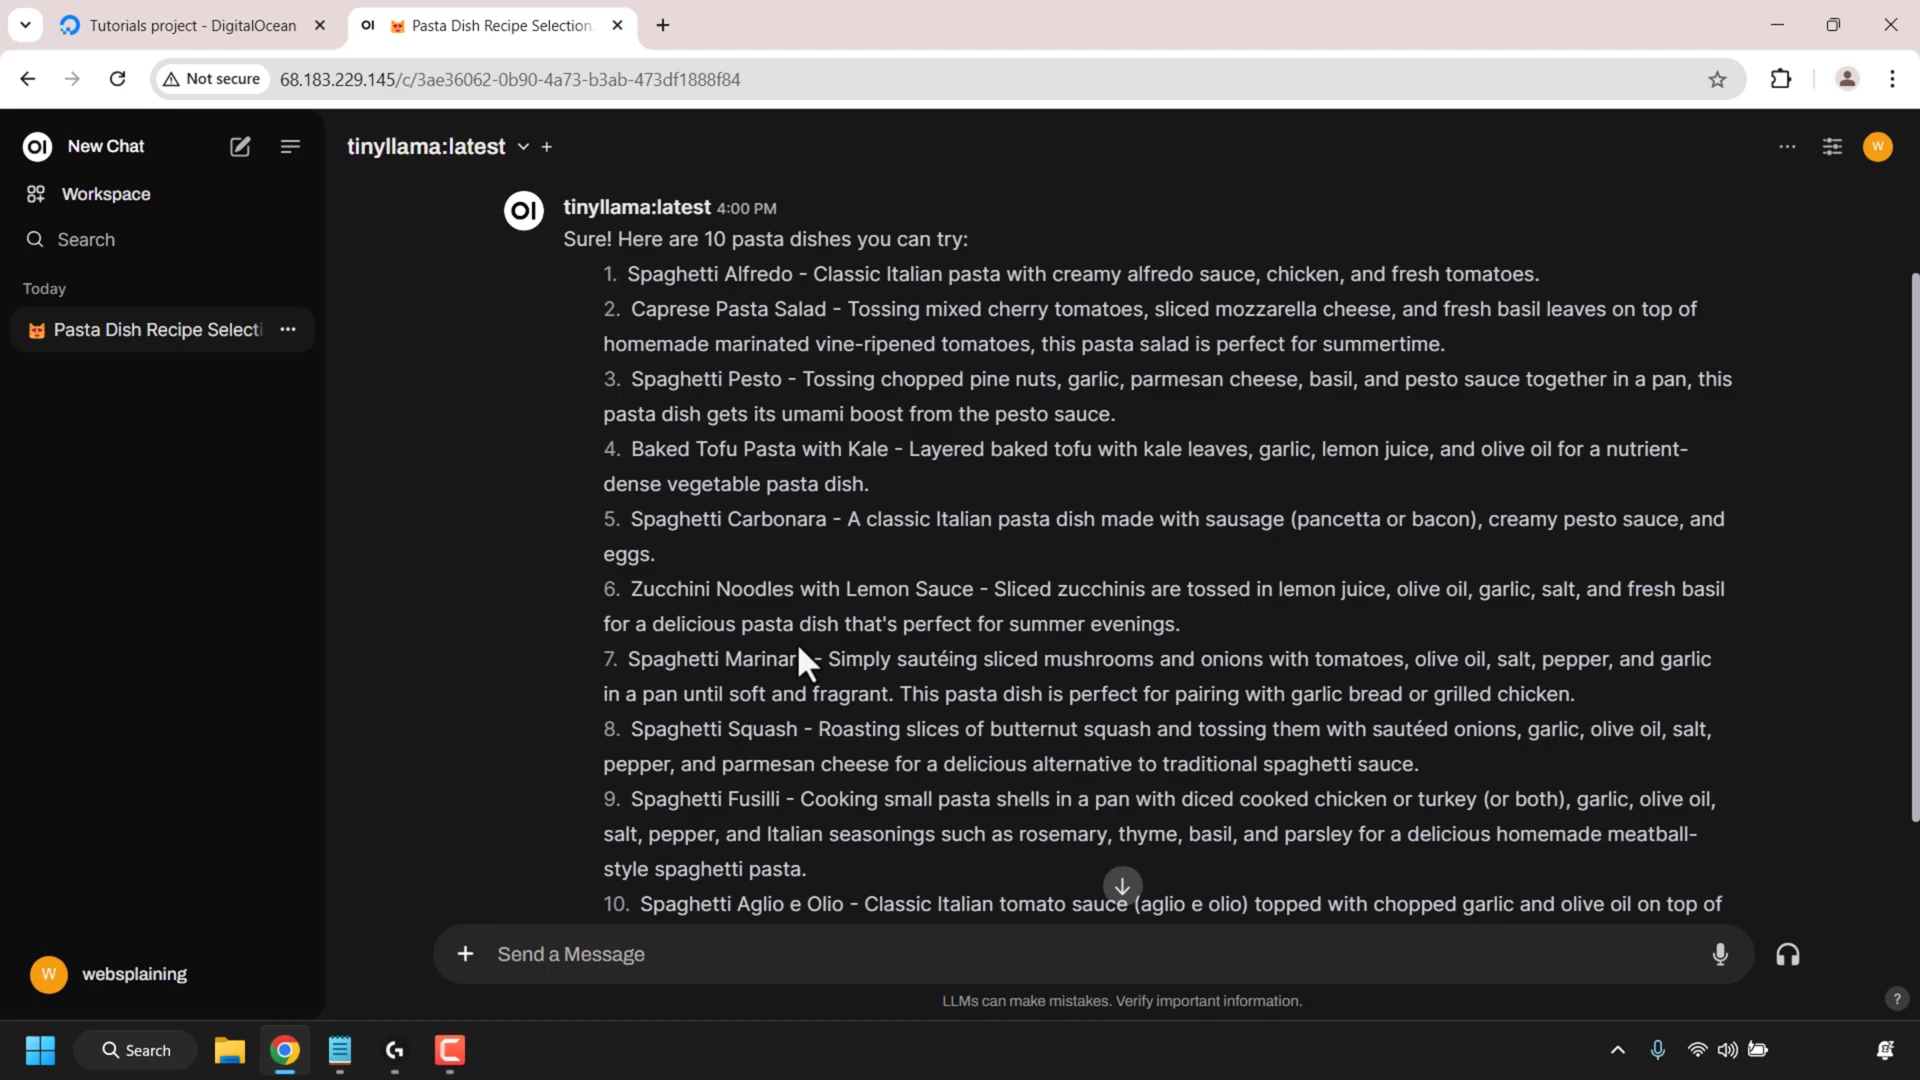 Tutorials project - DigitalOcean
OI
Pasta Dish Recipe Selection
Not secure
68.183.229.145/c/3ae36062-0b90-4a73-b3ab-473df1888f84
OI
New Chat
Workspace
Search
Today
Pasta Dish Recipe Selecti
W
websplaining
tinyllama:latest
W
OI
tinyllama:latest 4:00 PM
Sure! Here are 10 pasta dishes you can try:
1. Spaghetti Alfredo - Classic Italian pasta with creamy alfredo sauce, chicken, and fresh tomatoes.
2. Caprese Pasta Salad - Tossing mixed cherry tomatoes, sliced mozzarella cheese, and fresh basil leaves on top of
homemade marinated vine-ripened tomatoes, this pasta salad is perfect for summertime.
3. Spaghetti Pesto - Tossing chopped pine nuts, garlic, parmesan cheese, basil, and pesto sauce together in a pan, this
pasta dish gets its umami boost from the pesto sauce.
4. Baked Tofu Pasta with Kale - Layered baked tofu with kale leaves, garlic, lemon juice, and olive oil for a nutrient-
dense vegetable pasta dish.
5. Spaghetti Carbonara - A classic Italian pasta dish made with sausage (pancetta or bacon), creamy pesto sauce, and
eggs.
6. Zucchini Noodles with Lemon Sauce - Sliced zucchinis are tossed in lemon juice, olive oil, garlic, salt, and fresh basil
for a delicious pasta dish that's perfect for summer evenings.
7. Spaghetti Marinar - Simply sautéing sliced mushrooms and onions with tomatoes, olive oil, salt, pepper, and garlic
in a pan until soft and fragrant. This pasta dish is perfect for pairing with garlic bread or grilled chicken.
8. Spaghetti Squash - Roasting slices of butternut squash and tossing them with sautéed onions, garlic, olive oil, salt,
pepper, and parmesan cheese for a delicious alternative to traditional spaghetti sauce.
9. Spaghetti Fusilli - Cooking small pasta shells in a pan with diced cooked chicken or turkey (or both), garlic, olive oil,
salt, pepper, and Italian seasonings such as rosemary, thyme, basil, and parsley for a delicious homemade meatball-
style spaghetti pasta.
10. Spaghetti Aglio e Olio - Classic Italian tomato sauce (aglio e olio) topped with chopped garlic and olive oil on top of
Send a Message
LLMs can make mistakes. Verify important information.
?
Search